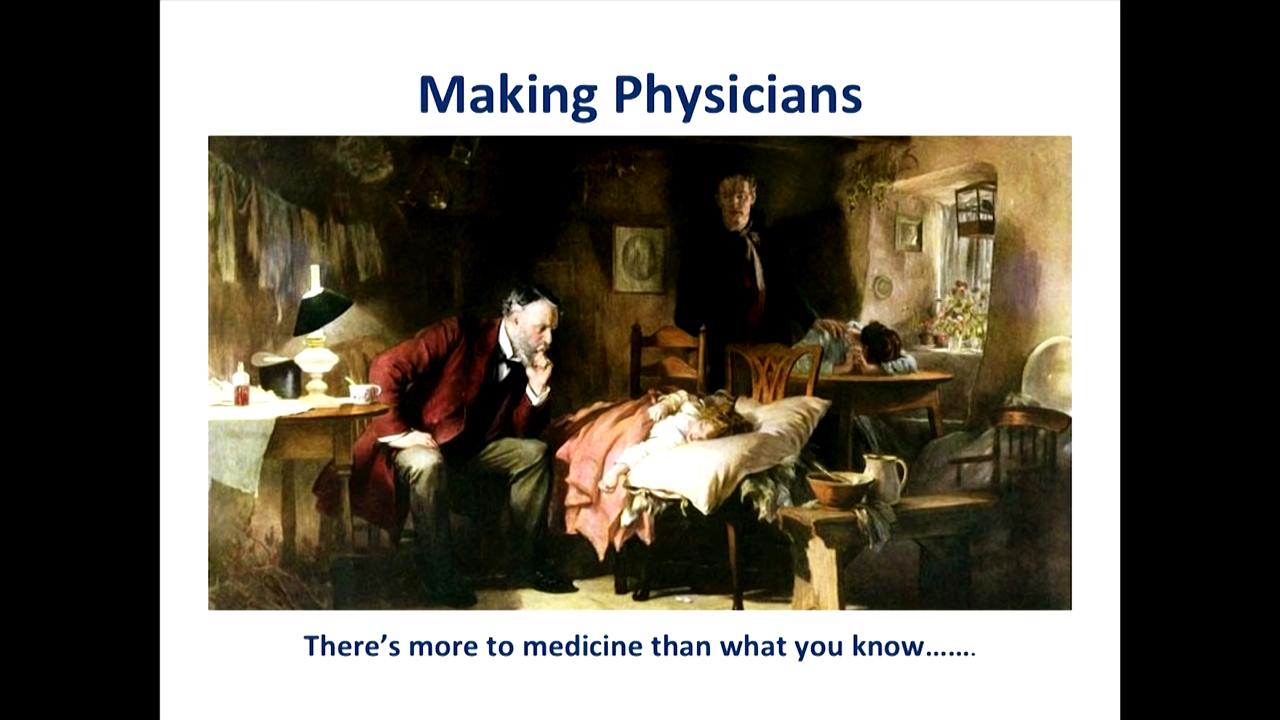 Making Physicians
There’s more to medicine than what you know…….